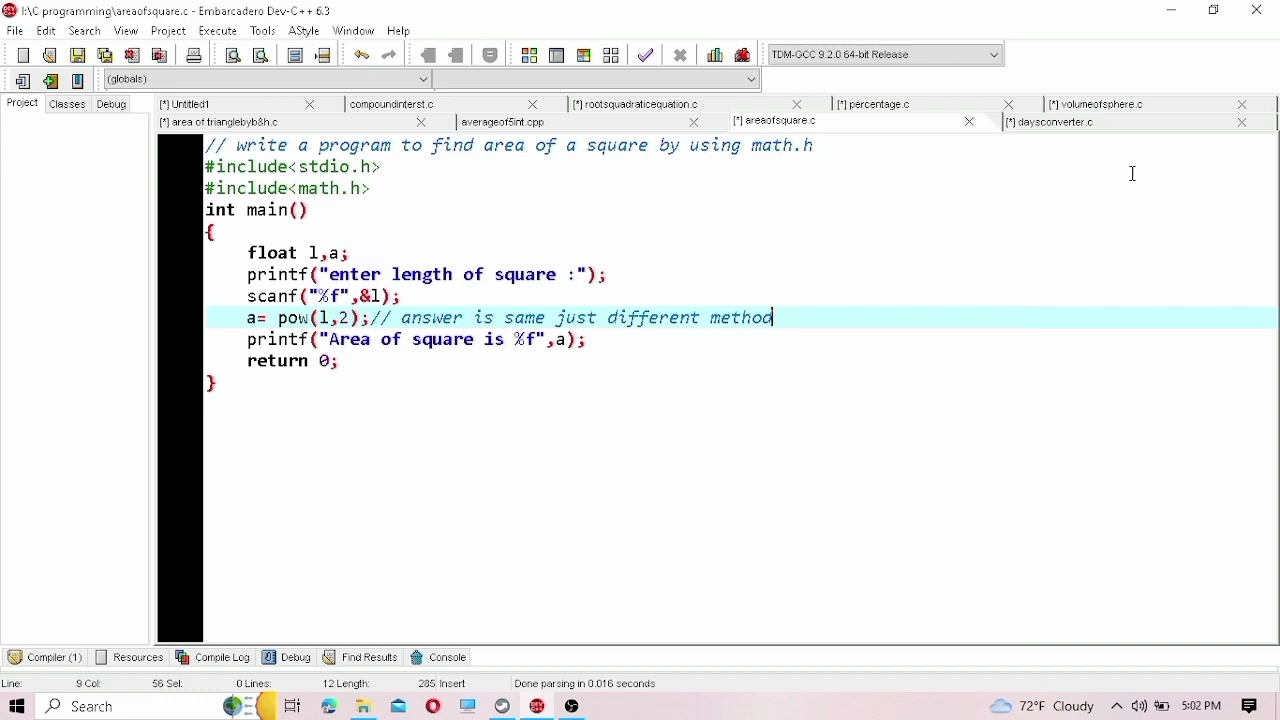 I:\C programming\areaofsquare.c - Embarcadero Dev-C++ 6.3
File Edit Search View Project Execute Tools AStyle Window Help
TDM-GCC 9.2.0 64-bit Release
(globals)
Project Classes Debug
[*] Untitled1 compoundinterst.c [*] rootsquadraticequation.c [*] percentage.c [*] volumeofsphere.c
[*] area of trianglebyb&h.c averageof5int.cpp [*] areaofsquare.c [*] daysconverter.c
// write a program to find area of a square by using math.h
#include<stdio.h>
#include<math.h>
int main()
{
float l,a;
printf("enter length of square :");
scanf("%f",&l);
a= pow(l,2);// answer is same just different method
printf("Area of square is %f",a);
return 0;
}
Compiler (1) Resources Compile Log Debug Find Results Console
Line: 9 Col: 56 Sel: 0 Lines: 12 Length: 285 Insert Done parsing in 0.016 seconds
Search 72°F Cloudy 5:02 PM